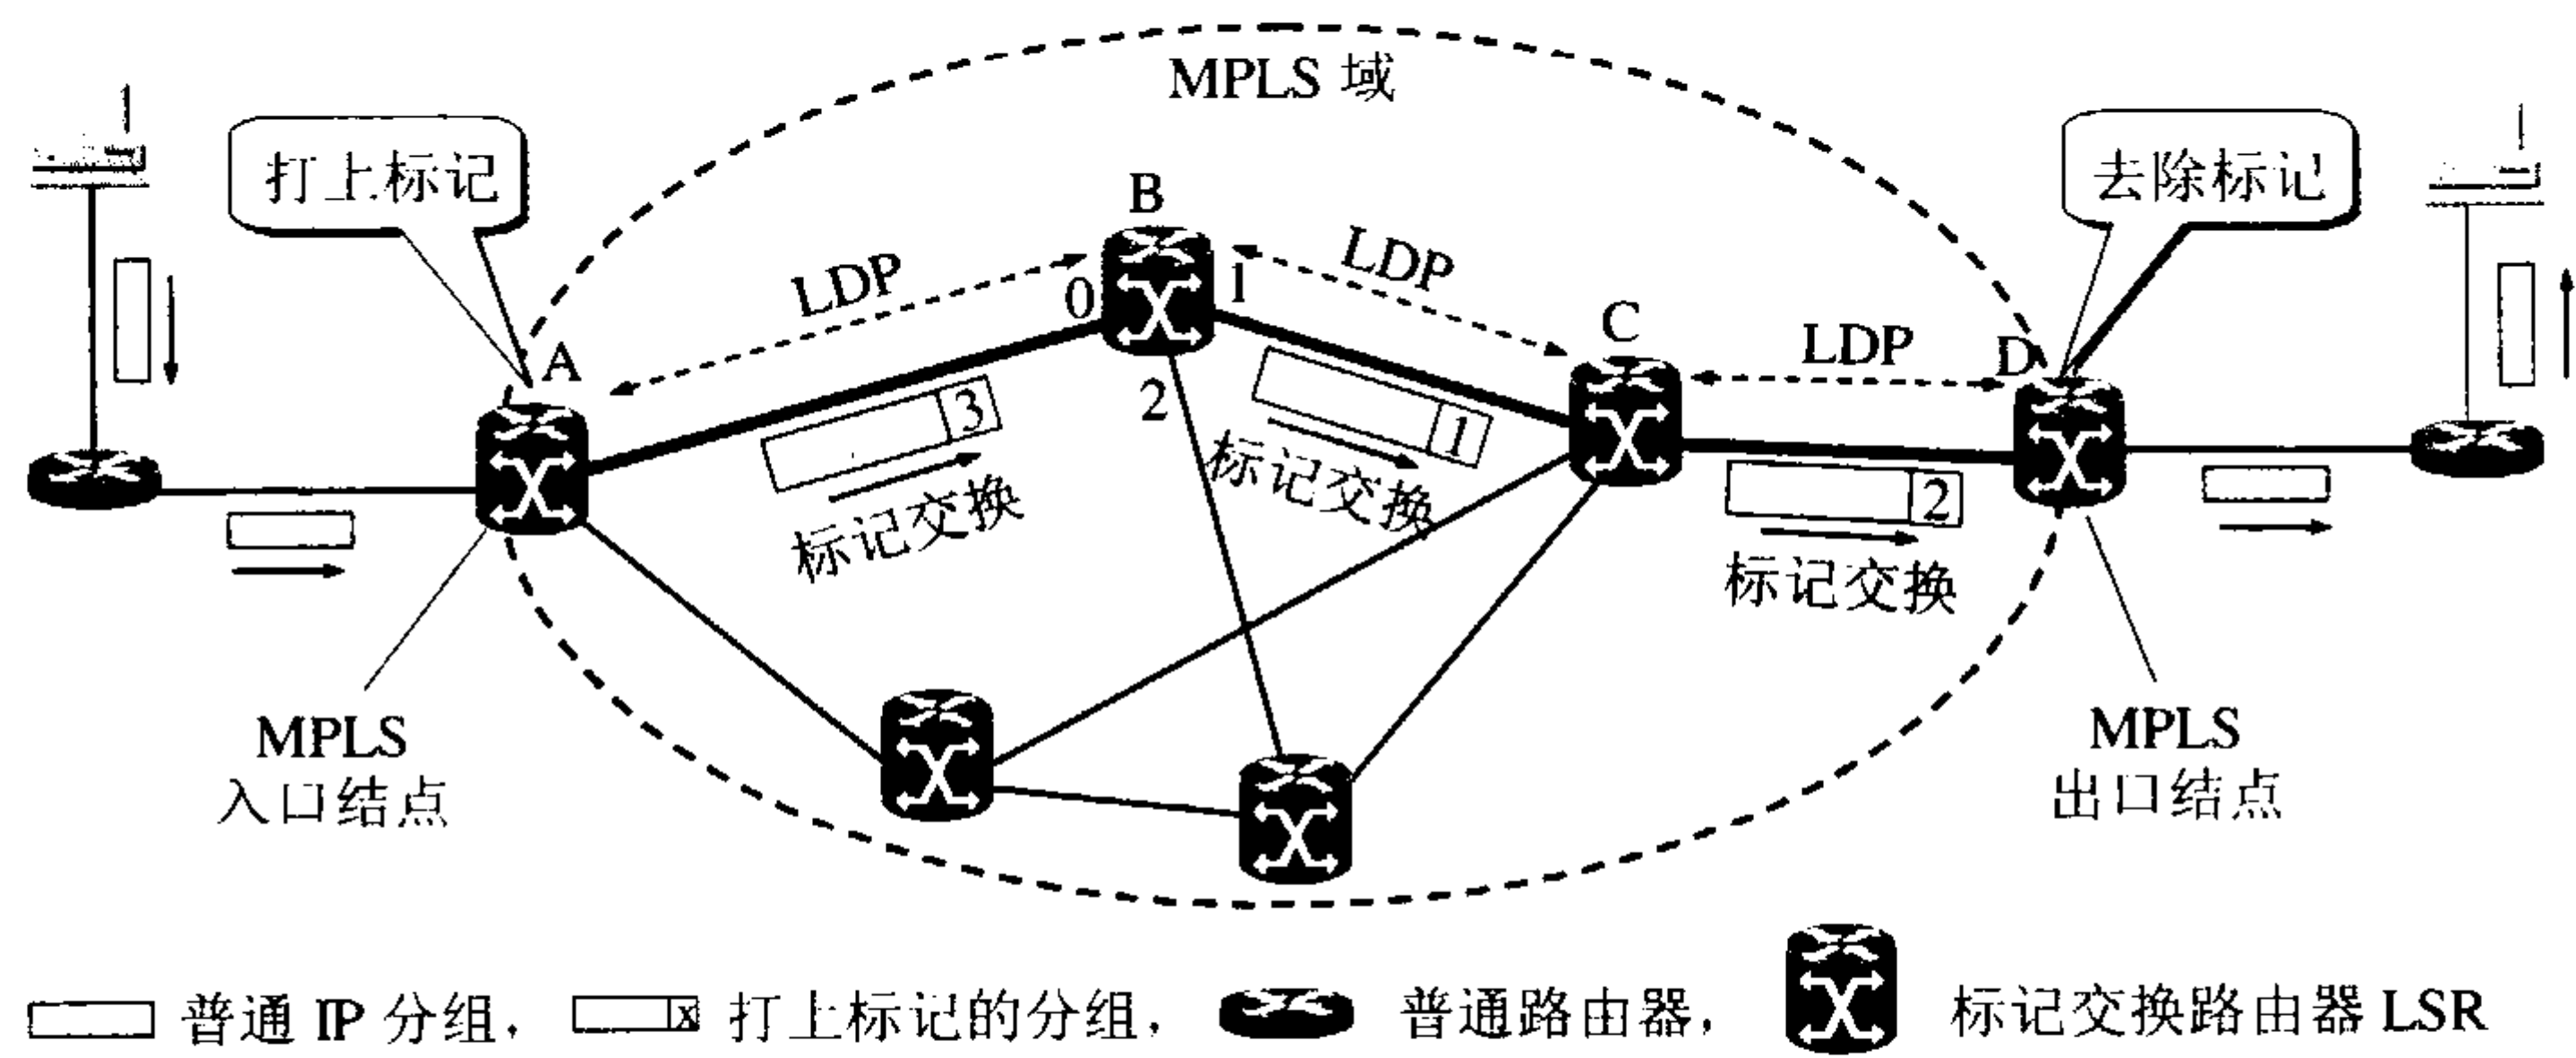 MPLS 域
打上标记
去除标记
B
LDP
LDP
0
1
C
LDP
D
A
2
3
1
标记交换
标记交换
2
标记交换
MPLS
入口结点
MPLS
出口结点
普通 IP 分组，
x 打上标记的分组，
普通路由器，
标记交换路由器 LSR